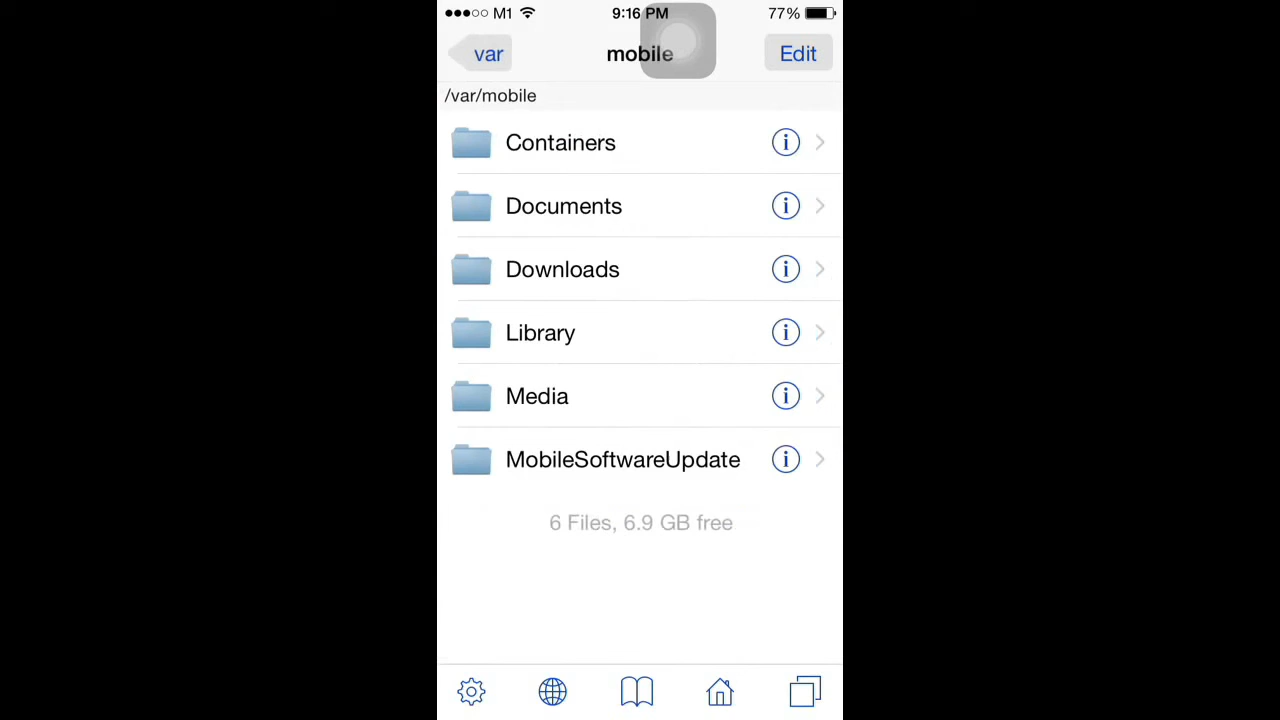 M1 9:16 PM 77%
var mobile Edit
/var/mobile
Containers
Documents
Downloads
Library
Media
MobileSoftwareUpdate
6 Files, 6.9 GB free